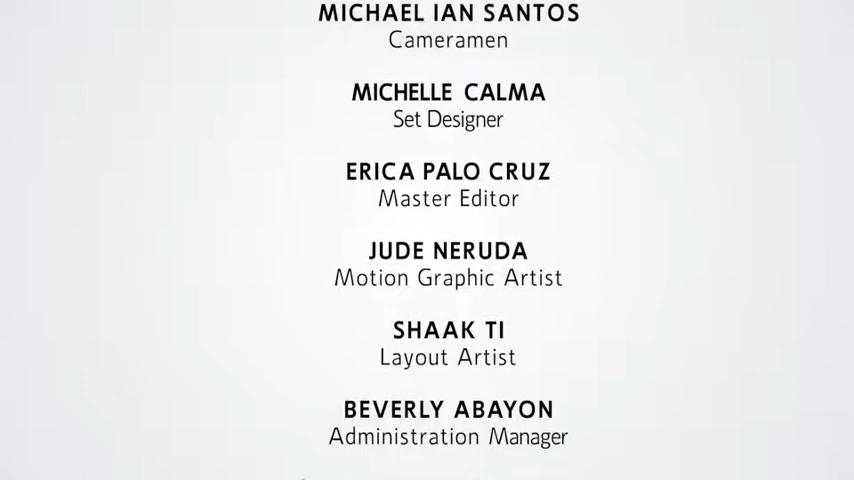 MICHAEL IAN SANTOS
Cameramen
MICHELLE CALMA
Set Designer
ERICA PALO CRUZ
Master Editor
JUDE NERUDA
Motion Graphic Artist
SHAAK TI
Layout Artist
BEVERLY ABAYON
Administration Manager